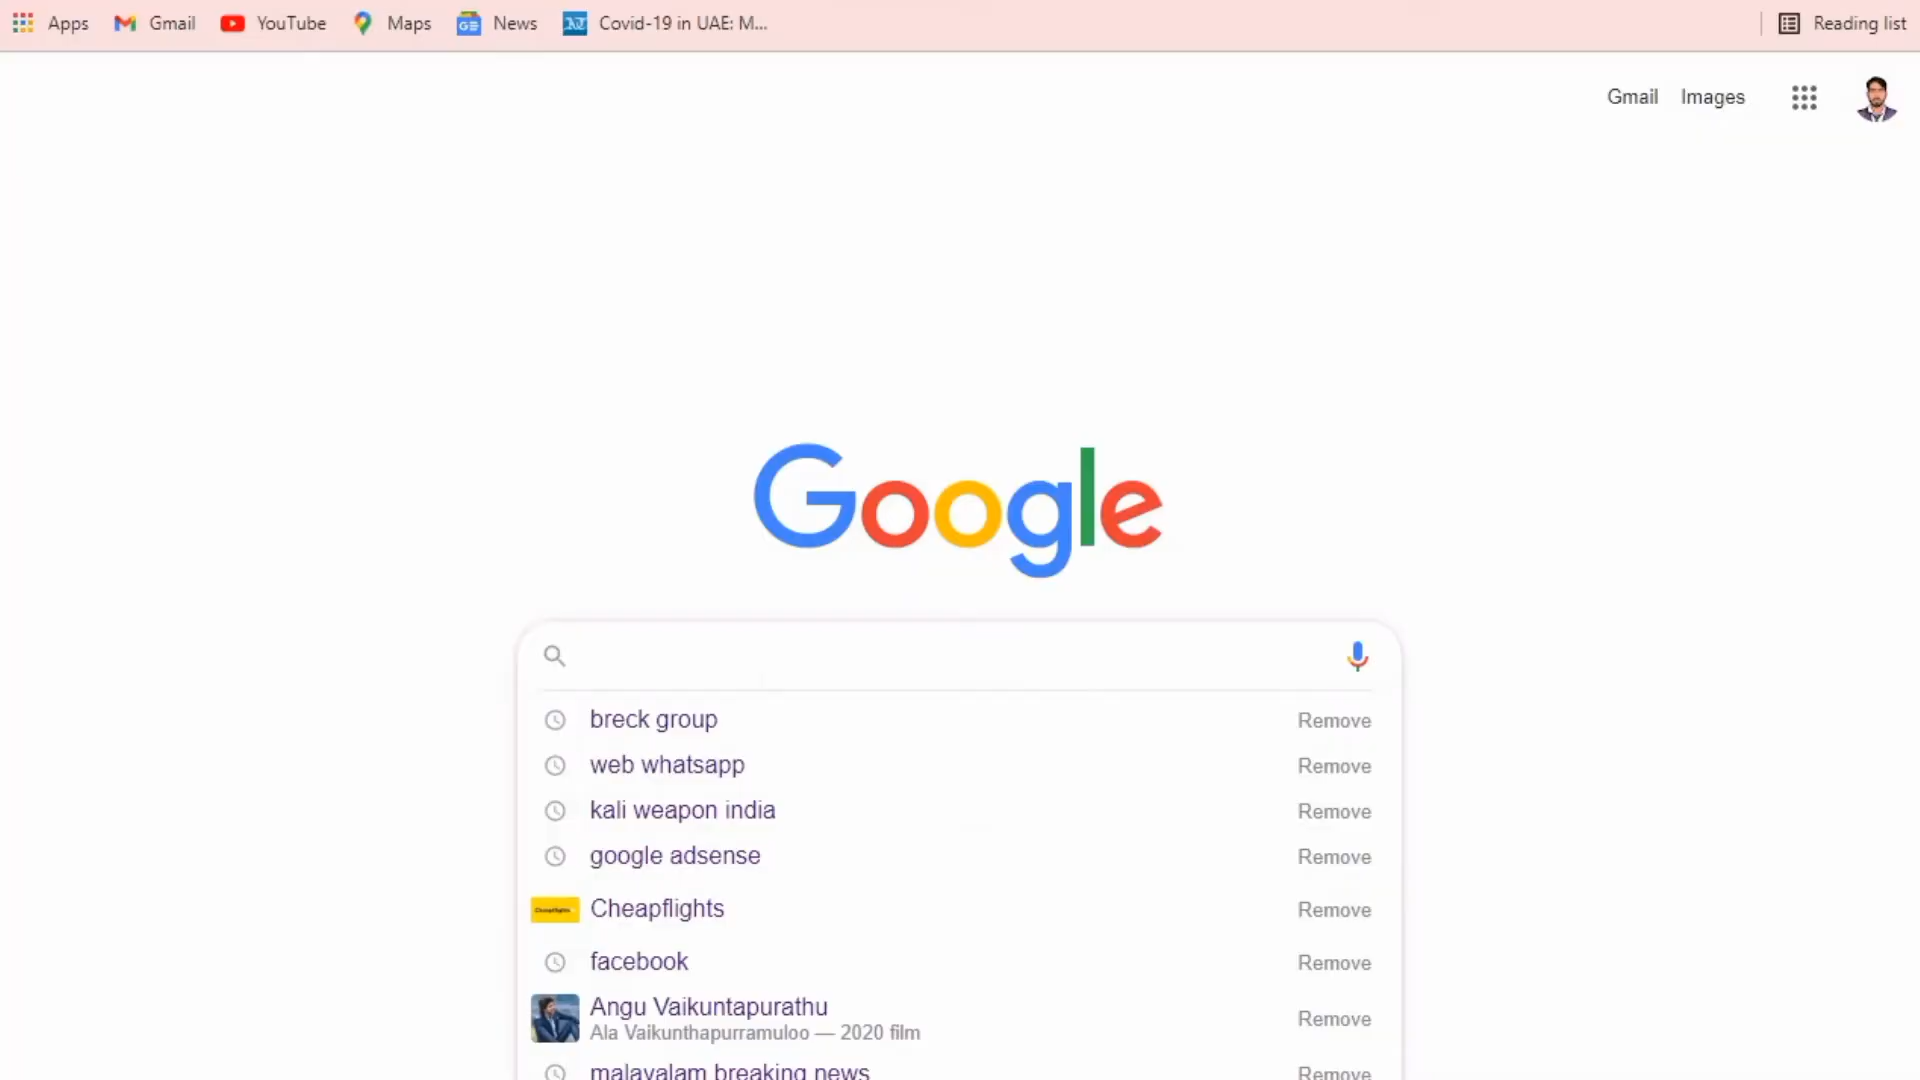 Apps Gmail YouTube Maps News Covid-19 in UAE: M... Reading list
Gmail Images
Google
breck group Remove
web whatsapp Remove
kali weapon india Remove
google adsense Remove
Cheapflights Remove
facebook Remove
Angu Vaikuntapurathu
Ala Vaikunthapurramuloo — 2020 film Remove
malayalam breaking news Remove